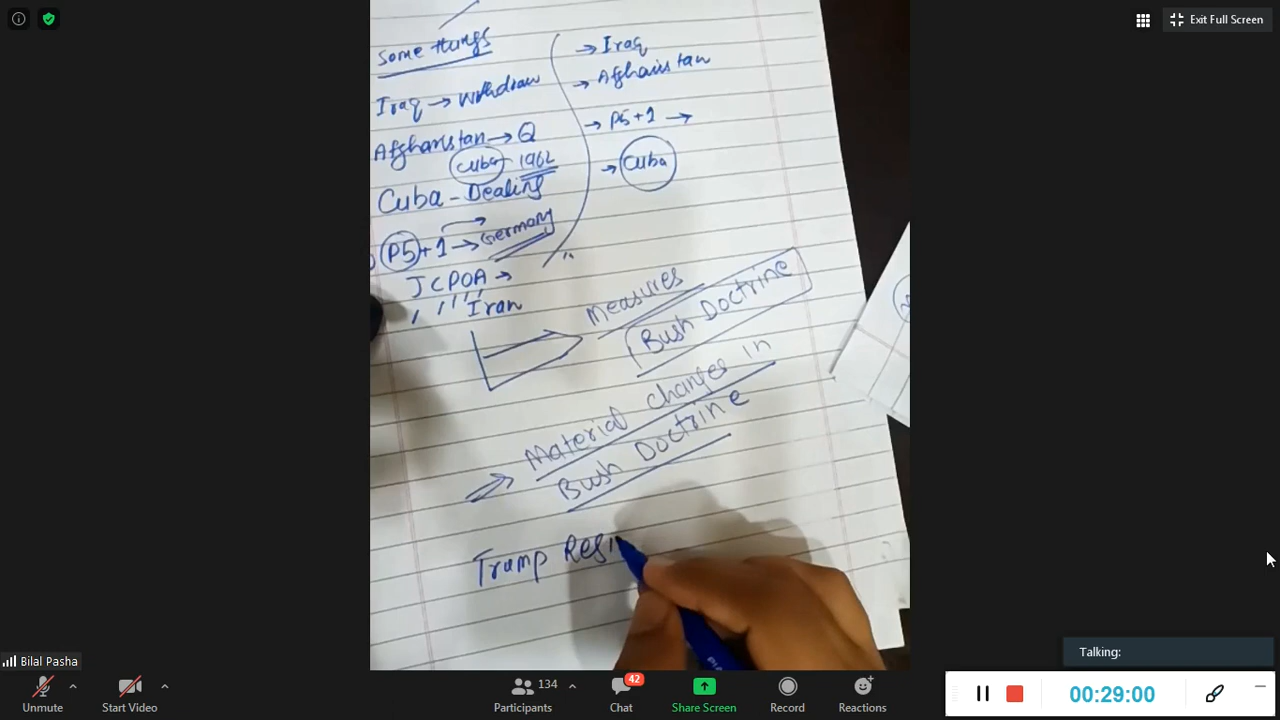 Exit Full Screen
Some things
Iraq → withdraw
Afghanistan → Q
Cuba - 1962
Cuba - Dealing
P5+1 → Germany
JCPOA →
" " " Iran
→ Iraq
→ Afghanistan
→ P5+1 →
→ Cuba
Measures
Bush Doctrine
Material changes in
Bush Doctrine
Trump Regi
Bilal Pasha
Talking:
Unmute
Start Video
134
Participants
42
Chat
Share Screen
Record
Reactions
00:29:00